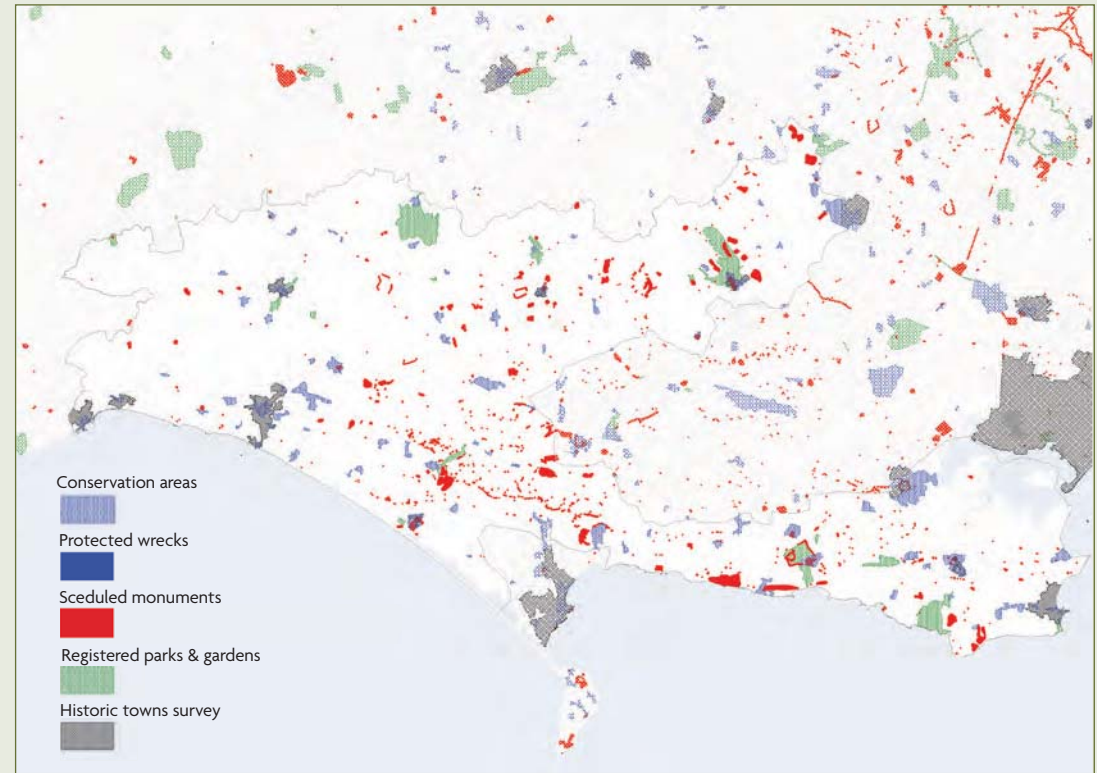 Conservation areas
Protected wrecks
Sceduled monuments
Registered parks & gardens
Historic towns survey